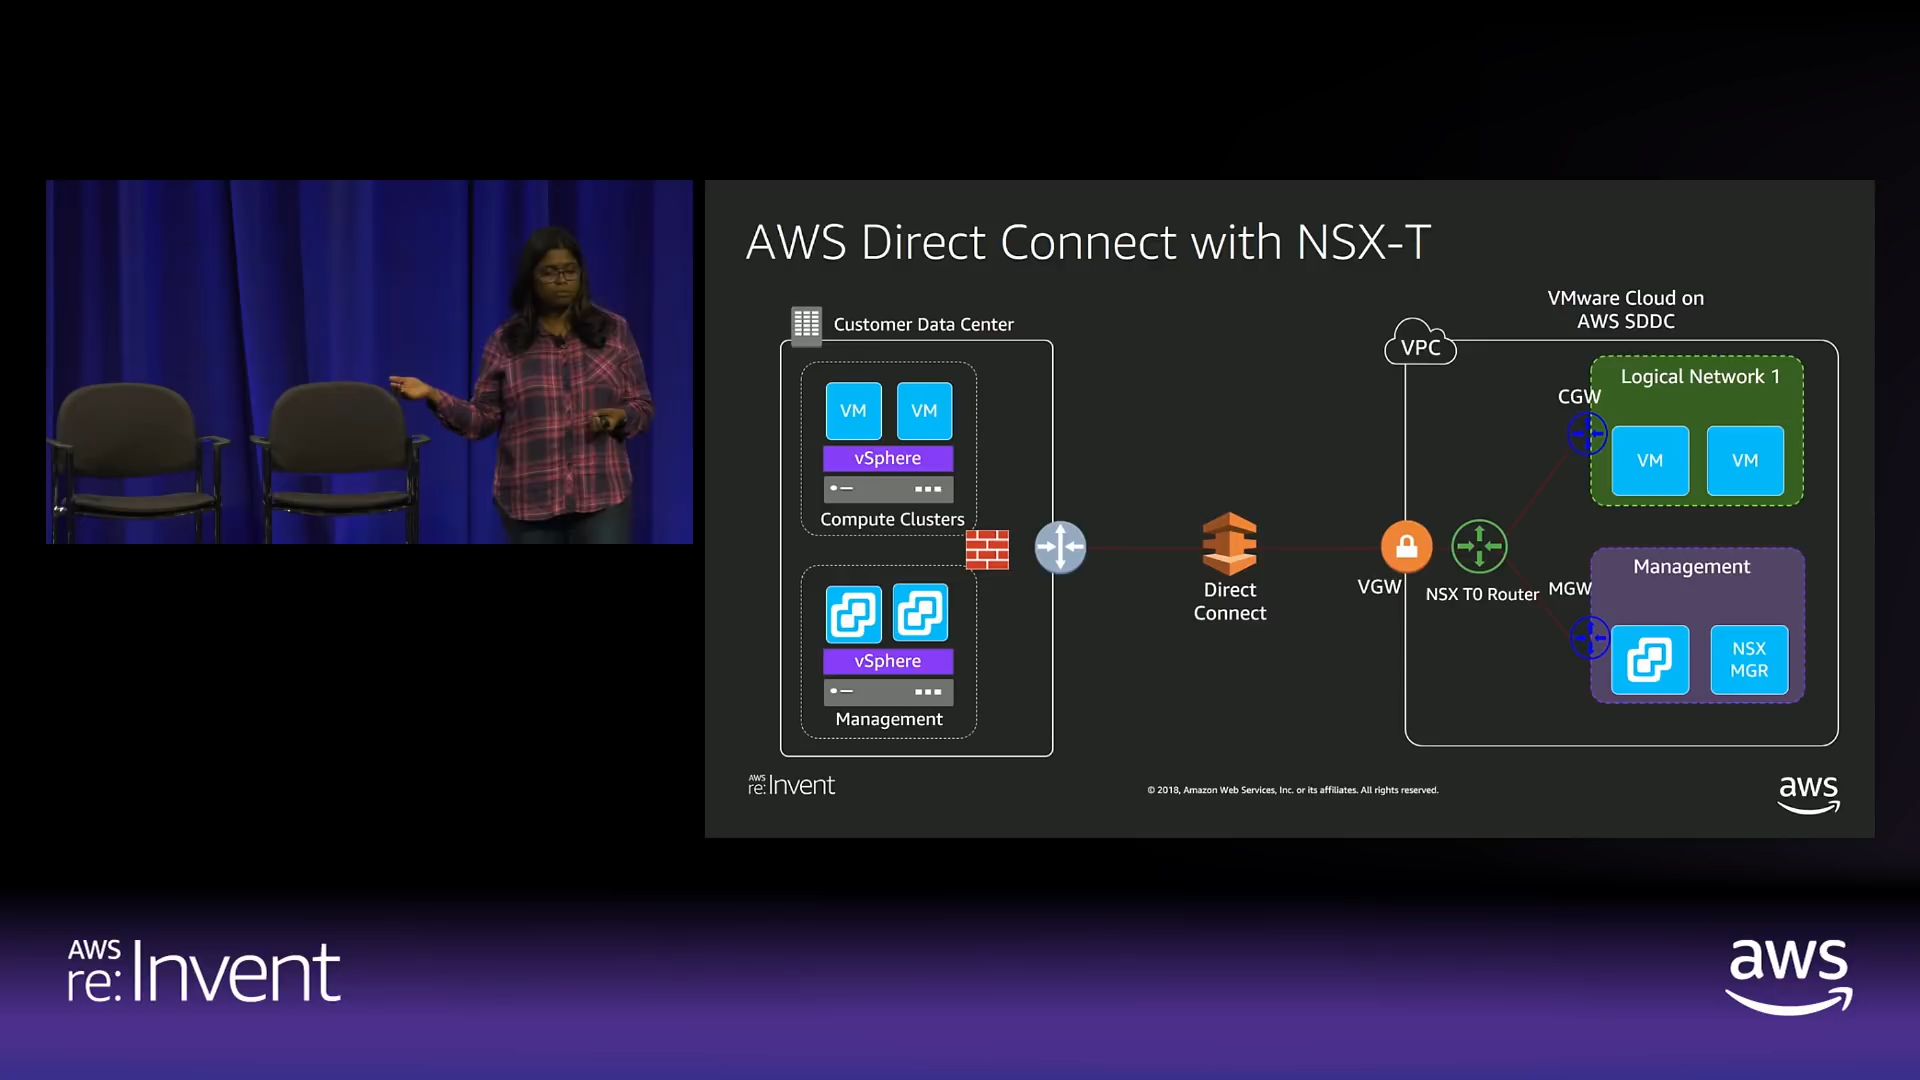 AWS Direct Connect with NSX-T
Customer Data Center
VM
VM
vSphere
Compute Clusters
vSphere
Management
Direct
Connect
VMware Cloud on
AWS SDDC
VPC
VGW
NSX T0 Router
CGW
Logical Network 1
VM
VM
MGW
Management
NSX
MGR
AWS
re:Invent
© 2018, Amazon Web Services, Inc. or its affiliates. All rights reserved.
aws
AWS
re:Invent
aws